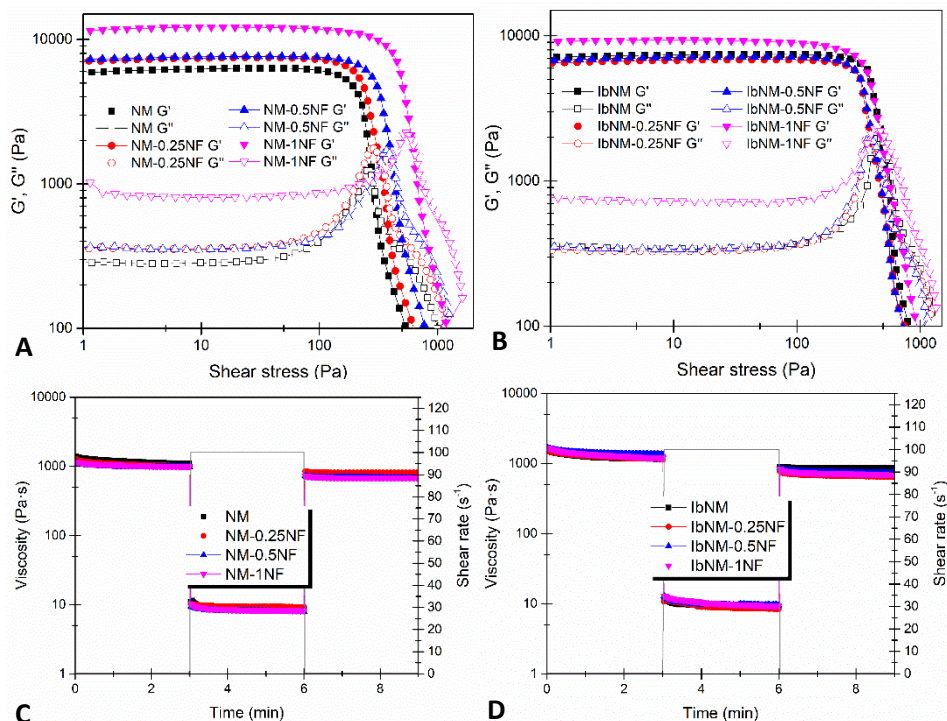 10000
1000
100
G', G'' (Pa)
NM G' NM-0.5NF G'
NM G'' NM-0.5NF G''
NM-0.25NF G' NM-1NF G'
NM-0.25NF G'' NM-1NF G''
1 10 100 1000
Shear stress (Pa)
A
10000
1000
100
G', G'' (Pa)
IbNM G' IbNM-0.5NF G'
IbNM G'' IbNM-0.5NF G''
IbNM-0.25NF G' IbNM-1NF G'
IbNM-0.25NF G'' IbNM-1NF G''
1 10 100 1000
Shear stress (Pa)
B
10000
1000
100
10
1
Viscosity (Pa·s)
NM
NM-0.25NF
NM-0.5NF
NM-1NF
120
110
100
90
80
70
60
50
40
30
20
10
0
Shear rate (s-1)
0 2 4 6 8
Time (min)
C
10000
1000
100
10
1
Viscosity (Pa·s)
IbNM
IbNM-0.25NF
IbNM-0.5NF
IbNM-1NF
120
110
100
90
80
70
60
50
40
30
20
10
0
Shear rate (s-1)
0 2 4 6 8
Time (min)
D